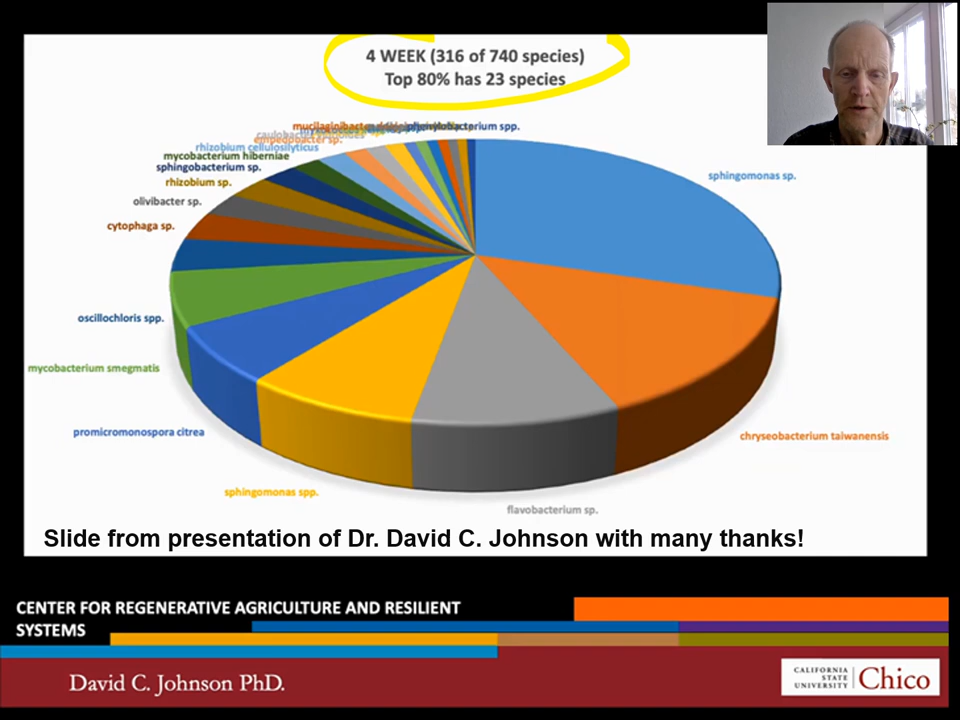 4 WEEK (316 of 740 species)
Top 80% has 23 species
mucilaginibacter
phenylobacterium spp.
caulobacter
empedobacter sp.
rhizobium cellulosilyticus
mycobacterium hiberniae
sphingobacterium sp.
rhizobium sp.
olivibacter sp.
cytophaga sp.
oscillochloris spp.
mycobacterium smegmatis
promicromonospora citrea
sphingomonas spp.
flavobacterium sp.
chryseobacterium taiwanensis
sphingomonas sp.
Slide from presentation of Dr. David C. Johnson with many thanks!
CENTER FOR REGENERATIVE AGRICULTURE AND RESILIENT
SYSTEMS
David C. Johnson PhD.
CALIFORNIA
STATE
UNIVERSITY
Chico